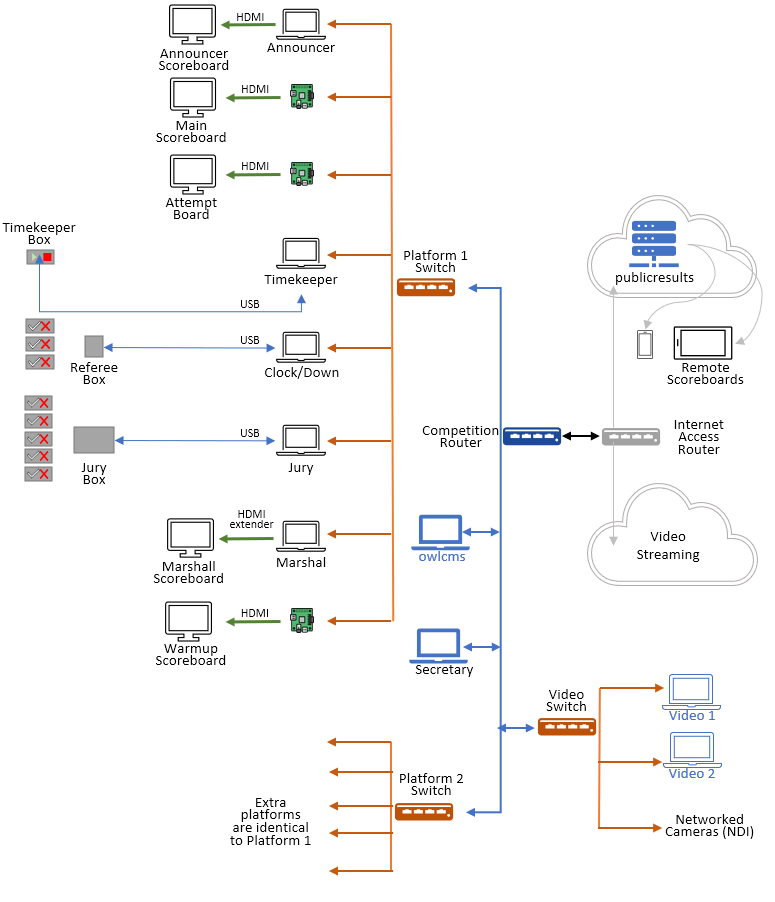 HDMI
Announcer
Scoreboard
Announcer
HDMI
Main
Scoreboard
HDMI
Attempt
Board
Timekeeper
Box
Timekeeper
USB
Platform 1
Switch
publicresults
Remote
Scoreboards
USB
Referee
Box
Clock/Down
USB
Jury
Box
Jury
Competition
Router
Internet
Access
Router
HDMI
extender
Marshall
Scoreboard
Marshal
owlcms
Video
Streaming
HDMI
Warmup
Scoreboard
Secretary
Video
Switch
Video 1
Video 2
Networked
Cameras (NDI)
Platform 2
Switch
Extra
platforms
are identical
to Platform 1